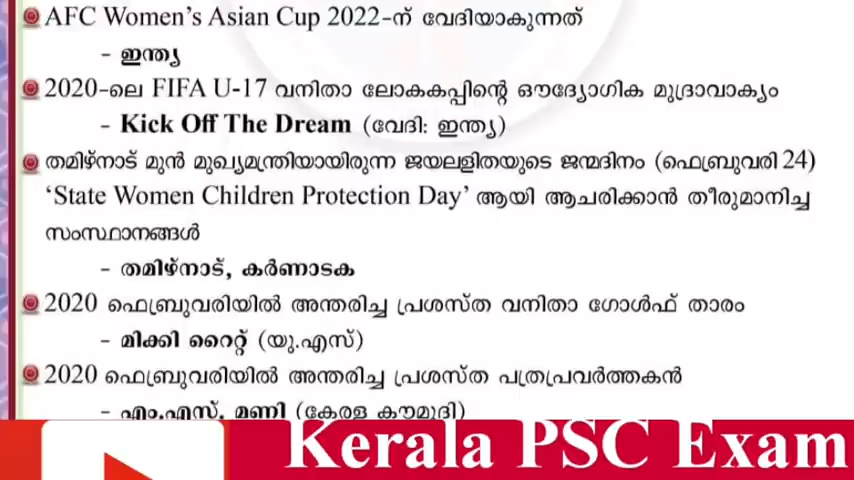 AFC Women's Asian Cup 2022-ന് വേദിയാകുന്നത്
- ഇന്ത്യ
2020-ലെ FIFA U-17 വനിതാ ലോകകപ്പിന്റെ ഔദ്യോഗിക മുദ്രാവാക്യം
- Kick Off The Dream (വേദി: ഇന്ത്യ)
തമിഴ്നാട് മുൻ മുഖ്യമന്ത്രിയായിരുന്ന ജയലളിതയുടെ ജന്മദിനം (ഫെബ്രുവരി 24)
'State Women Children Protection Day' ആയി ആചരിക്കാൻ തീരുമാനിച്ച
സംസ്ഥാനങ്ങൾ
- തമിഴ്നാട്, കർണാടക
2020 ഫെബ്രുവരിയിൽ അന്തരിച്ച പ്രശസ്ത വനിതാ ഗോൾഫ് താരം
- മിക്കി റൈറ്റ് (യു.എസ്)
2020 ഫെബ്രുവരിയിൽ അന്തരിച്ച പ്രശസ്ത പത്രപ്രവർത്തകൻ
- എം.എസ്. മണി (കേരള കൗമുദി)
Kerala PSC Exam